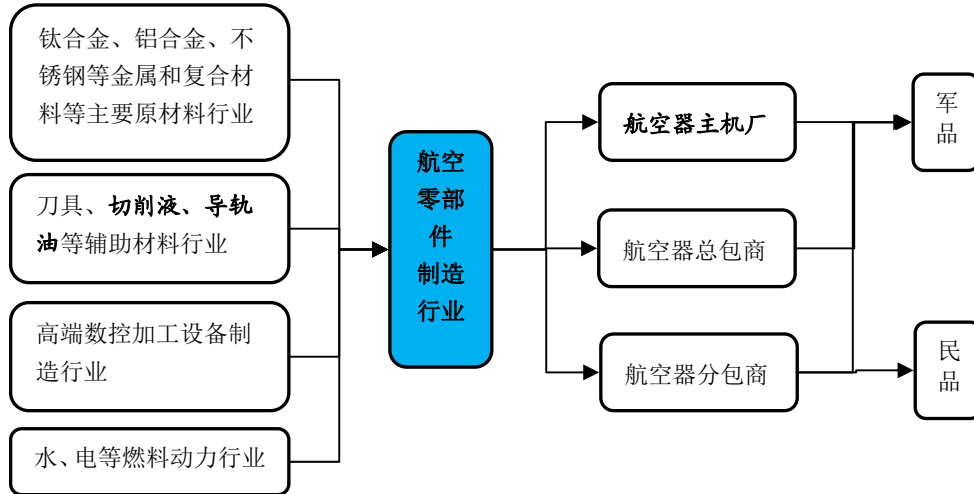 钛合金、铝合金、不
锈钢等金属和复合材
料等主要原材料行业
刀具、切削液、导轨
油等辅助材料行业
高端数控加工设备制
造行业
水、电等燃料动力行业
航空
零部
件
制造
行业
航空器主机厂
航空器总包商
航空器分包商
军
品
民
品